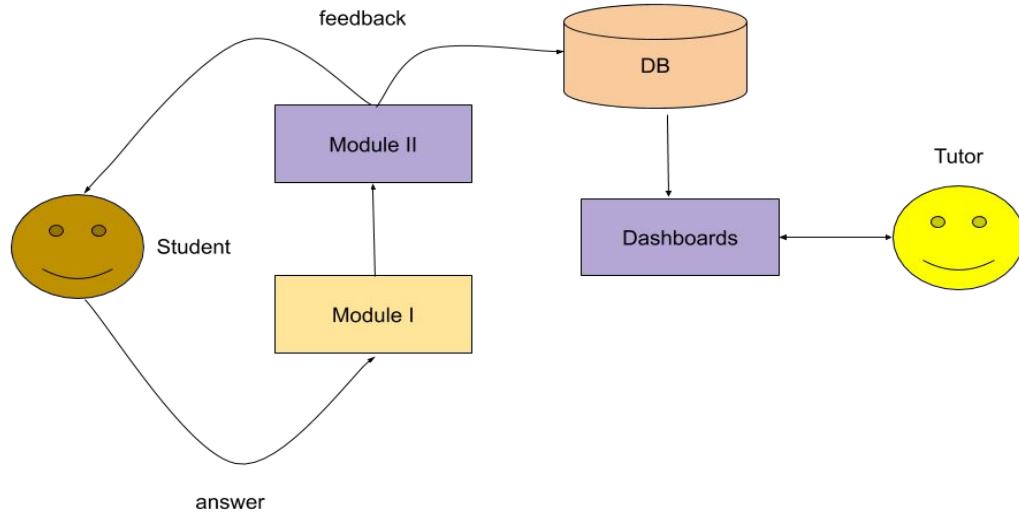 feedback
DB
Module II
Tutor
Student
Dashboards
Module I
answer